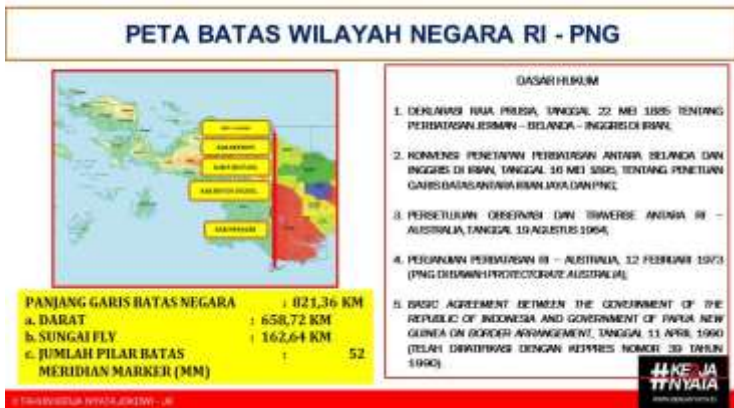 PETA BATAS WILAYAH NEGARA RI - PNG
DASAR HUKUM
1. DEKLARASI RAJA PRUSIA, TANGGAL 22 MEI 1885 TENTANG
PERBATASAN JERMAN – BELANDA – INGGRIS DI IRIAN;
2. KONVENSI PENETAPAN PERBATASAN ANTARA BELANDA DAN
INGGRIS DI IRIAN, TANGGAL 16 MEI 1895, TENTANG PENETUAN
GARIS BATAS ANTARA IRIAN JAYA DAN PNG;
3. PERSETUJUAN OBSERVASI DAN TRAVERSE ANTARA RI –
AUSTRALIA, TANGGAL 19 AGUSTUS 1964;
4. PERJANJIAN PERBATASAN RI – AUSTRALIA, 12 FEBRUARI 1973
(PNG DIBAWAH PROTECTORATE AUSTRALIA);
5. BASIC AGREEMENT BETWEEN THE GOVERNMENT OF THE
REPUBLIC OF INDONESIA AND GOVERNMENT OF PAPUA NEW
GUINEA ON BORDER ARRANGEMENT, TANGGAL 11 APRIL 1990
(TELAH DIRATIFIKASI DENGAN KEPPRES NOMOR 39 TAHUN
1990)
PANJANG GARIS BATAS NEGARA : 821,36 KM
a. DARAT : 658,72 KM
b. SUNGAI FLY : 162,64 KM
c. JUMLAH PILAR BATAS : 52
MERIDIAN MARKER (MM)
#KERJA
NYATA